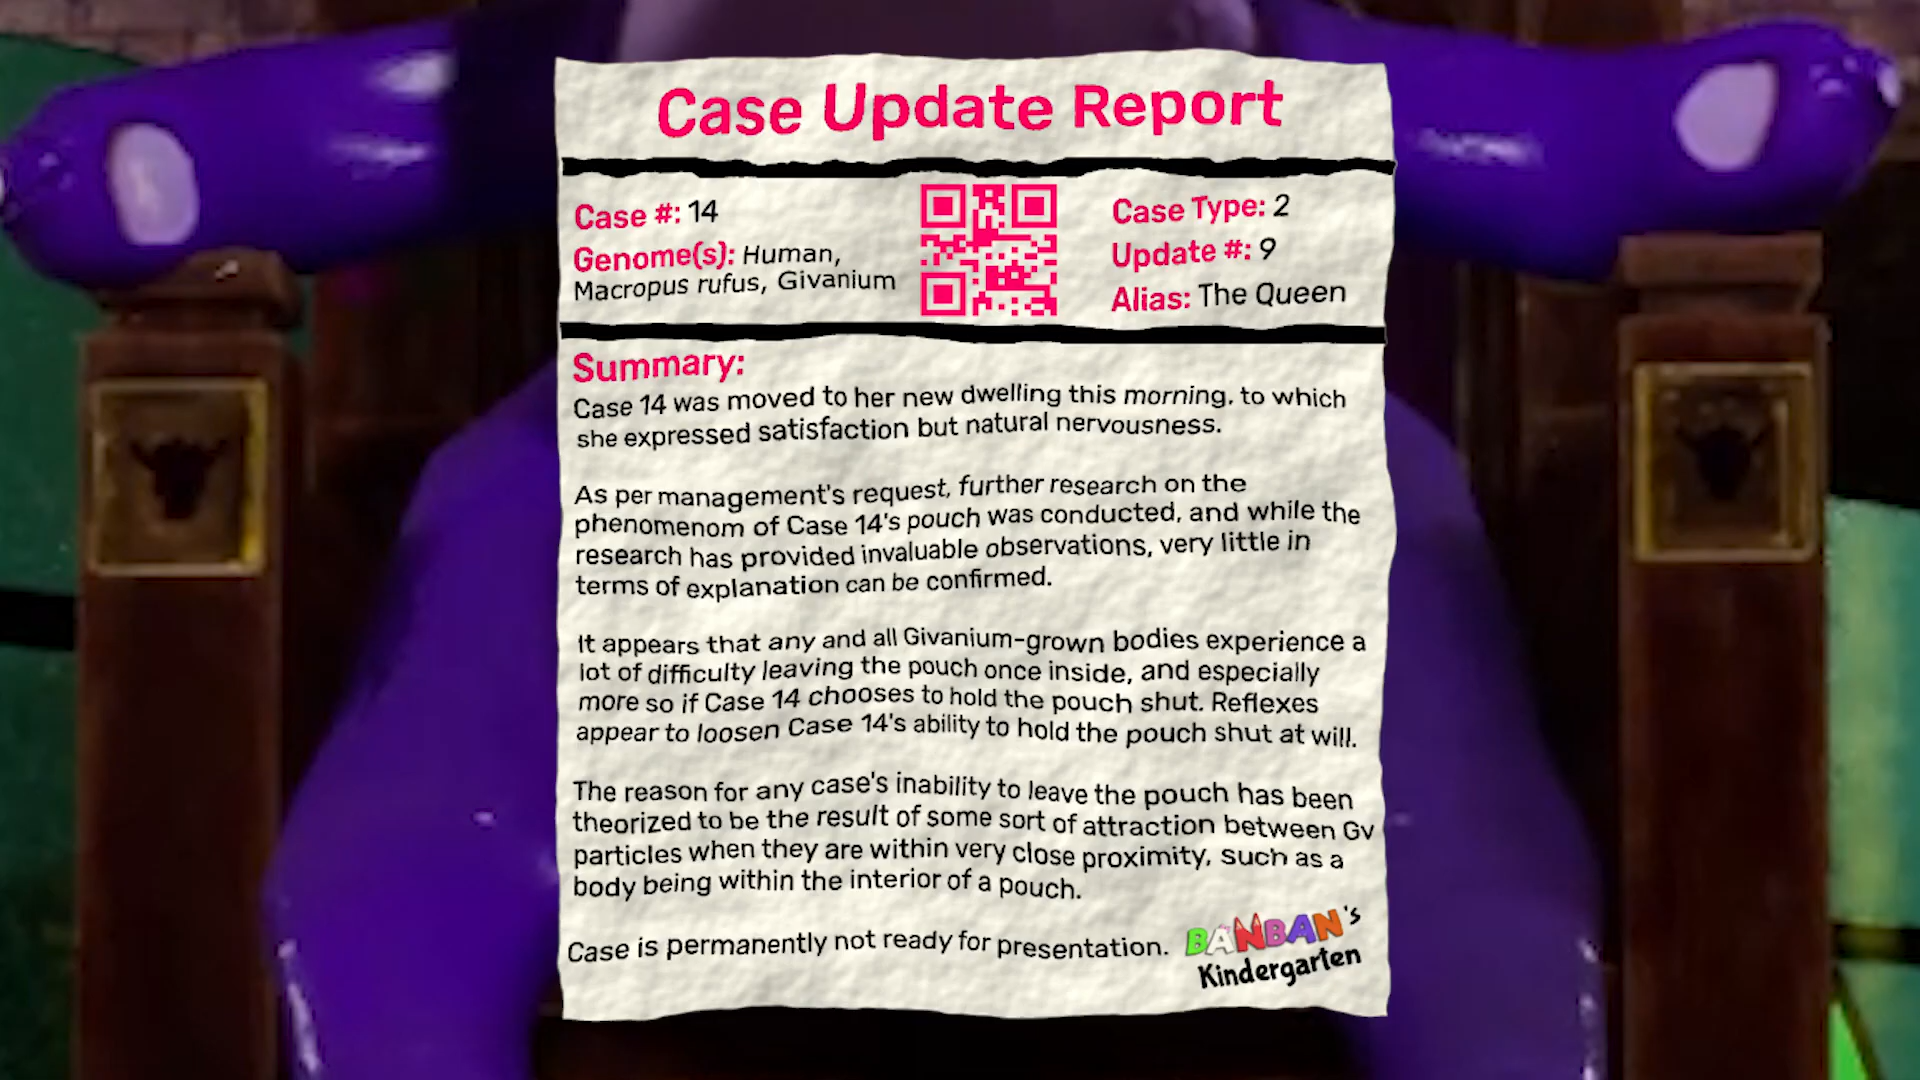 Case Update Report
Case #: 14
Genome(s): Human,
Macropus rufus, Givanium
Case Type: 2
Update #: 9
Alias: The Queen
Summary:
Case 14 was moved to her new dwelling this morning, to which
she expressed satisfaction but natural nervousness.
As per management's request, further research on the
phenomenom of Case 14's pouch was conducted, and while the
research has provided invaluable observations, very little in
terms of explanation can be confirmed.
It appears that any and all Givanium-grown bodies experience a
lot of difficulty leaving the pouch once inside, and especially
more so if Case 14 chooses to hold the pouch shut. Reflexes
appear to loosen Case 14's ability to hold the pouch shut at will.
The reason for any case's inability to leave the pouch has been
theorized to be the result of some sort of attraction between Gv
particles when they are within very close proximity, such as a
body being within the interior of a pouch.
Case is permanently not ready for presentation.
BANBAN's
Kindergarten